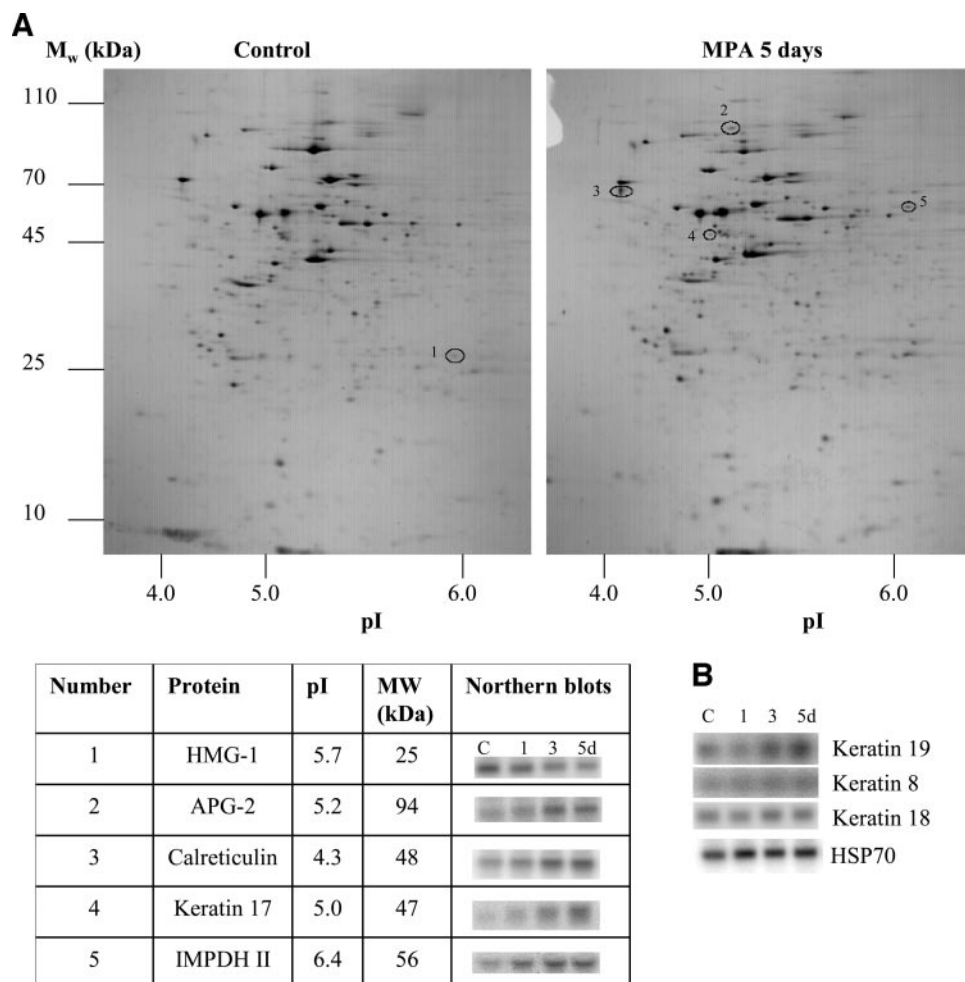 A
Mw (kDa) Control MPA 5 days
110
70
45
25
10
1
2
3
4
5
4.0 5.0 6.0 4.0 5.0 6.0
pI pI
Number Protein pI MW (kDa) Northern blots
C 1 3 5d
1 HMG-1 5.7 25
2 APG-2 5.2 94
3 Calreticulin 4.3 48
4 Keratin 17 5.0 47
5 IMPDH II 6.4 56
B
C 1 3 5d
Keratin 19
Keratin 8
Keratin 18
HSP70